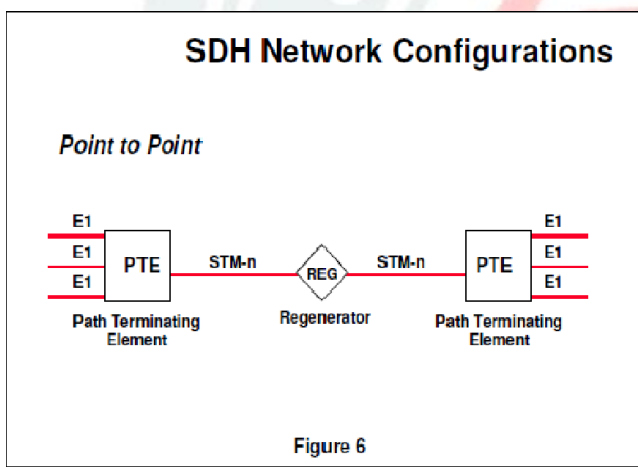 SDH Network Configurations
Point to Point
E1
E1
E1
PTE
STM-n
REG
STM-n
PTE
E1
E1
E1
Path Terminating
Element
Regenerator
Path Terminating
Element
Figure 6